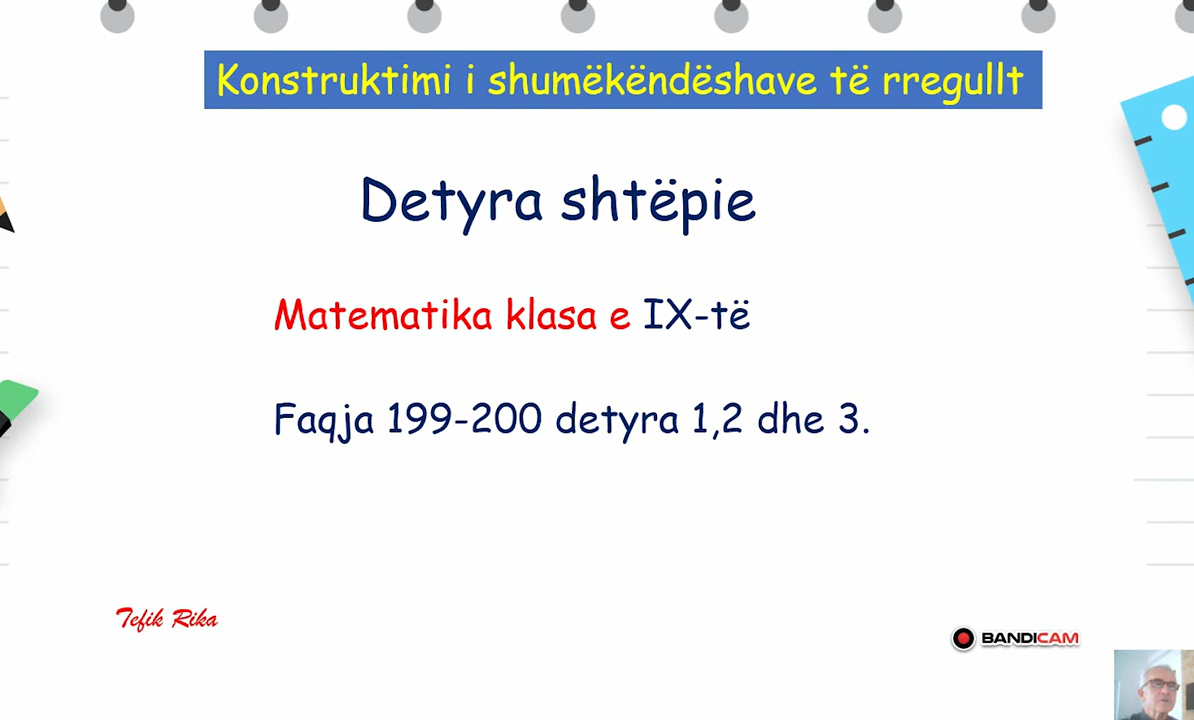 Konstruktimi i shumëkëndëshave të rregullt
Detyra shtëpie
Matematika klasa e IX-të
Faqja 199-200 detyra 1,2 dhe 3.
Tefik Rika
BANDICAM